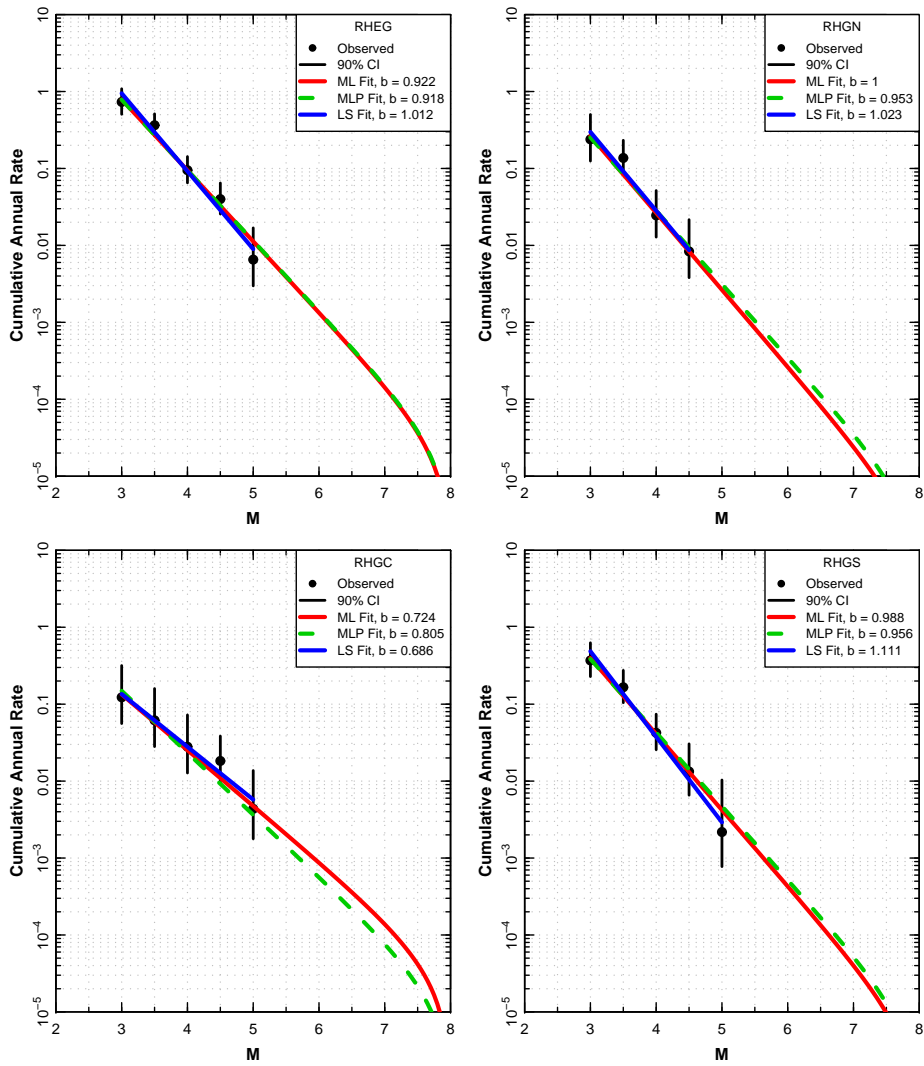 RHEG
Observed
90% CI
ML Fit, b = 0.922
MLP Fit, b = 0.918
LS Fit, b = 1.012
Cumulative Annual Rate
10
1
0.1
0.01
10⁻³
10⁻⁴
10⁻⁵
2 3 4 5 6 7 8
M
RHGN
Observed
90% CI
ML Fit, b = 1
MLP Fit, b = 0.953
LS Fit, b = 1.023
Cumulative Annual Rate
10
1
0.1
0.01
10⁻³
10⁻⁴
10⁻⁵
2 3 4 5 6 7 8
M
RHGC
Observed
90% CI
ML Fit, b = 0.724
MLP Fit, b = 0.805
LS Fit, b = 0.686
Cumulative Annual Rate
10
1
0.1
0.01
10⁻³
10⁻⁴
10⁻⁵
2 3 4 5 6 7 8
M
RHGS
Observed
90% CI
ML Fit, b = 0.988
MLP Fit, b = 0.956
LS Fit, b = 1.111
Cumulative Annual Rate
10
1
0.1
0.01
10⁻³
10⁻⁴
10⁻⁵
2 3 4 5 6 7 8
M